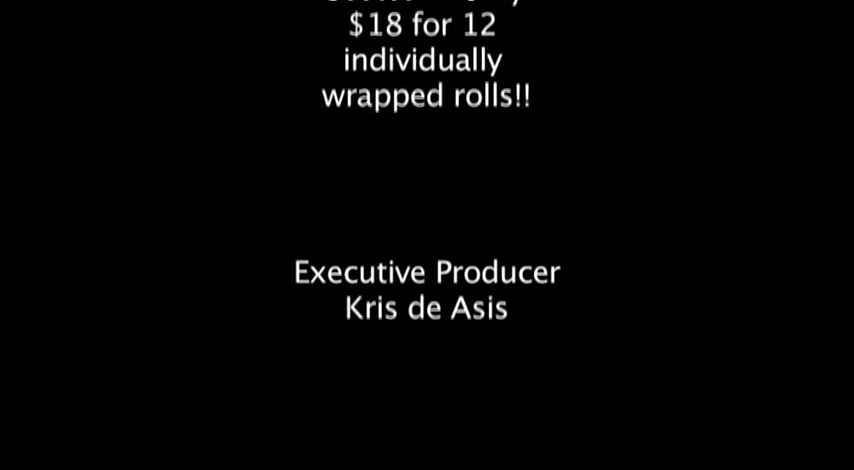 $18 for 12
individually
wrapped rolls!!
Executive Producer
Kris de Asis